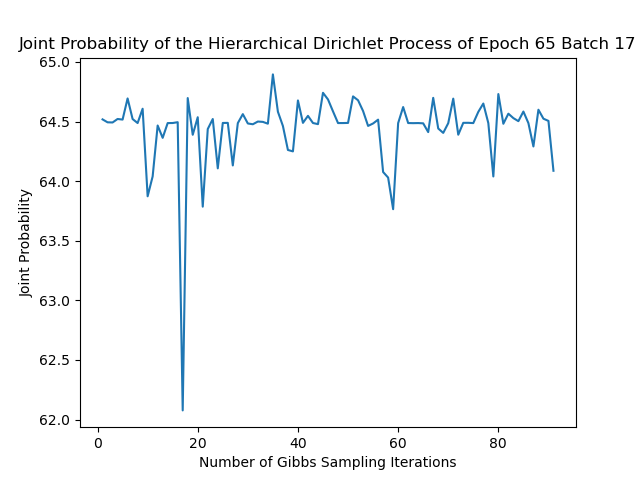 Joint Probability of the Hierarchical Dirichlet Process of Epoch 65 Batch 17
65.0
64.5
64.0
63.5
63.0
62.5
62.0
Joint Probability
0 20 40 60 80
Number of Gibbs Sampling Iterations